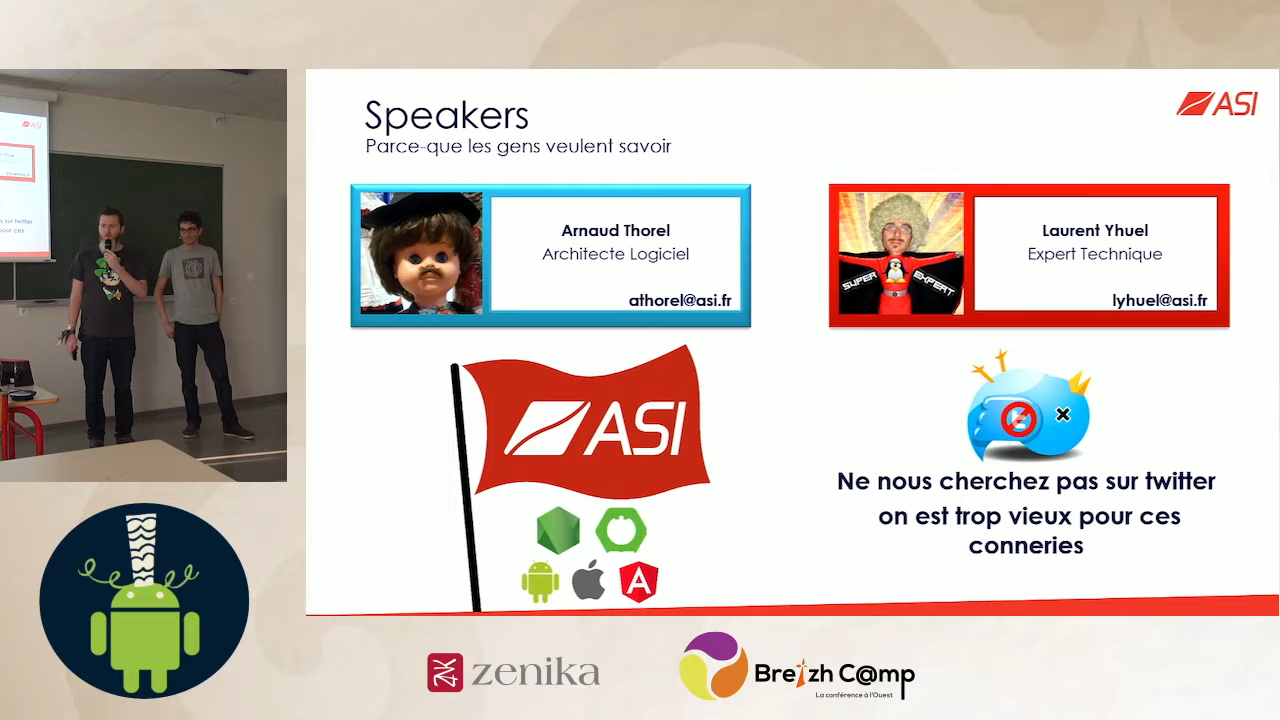 Speakers
Parce-que les gens veulent savoir
ASI
Arnaud Thorel
Architecte Logiciel
athorel@asi.fr
Laurent Yhuel
Expert Technique
lyhuel@asi.fr
SUPER EXPERT
ASI
Ne nous cherchez pas sur twitter
on est trop vieux pour ces
conneries
ASI
zenika
Breizh C@mp
La conférence à l'Ouest